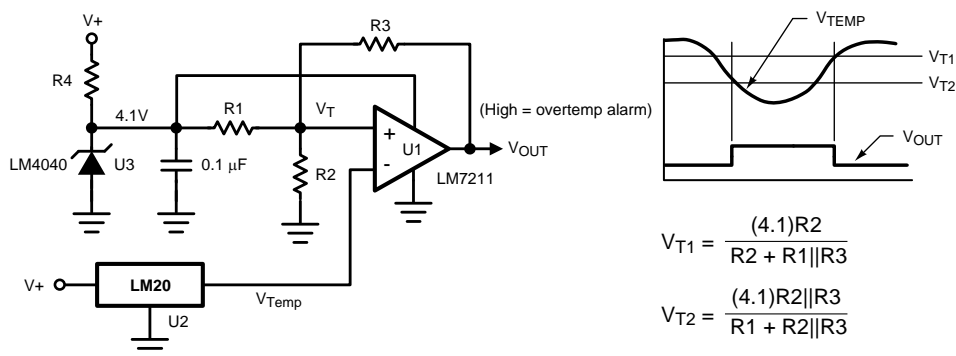 V+
R4
4.1V
LM4040
U3
0.1 μF
R1
VT
R2
R3
+
-
U1
LM7211
(High = overtemp alarm)
VOUT
V+
LM20
U2
VTemp
VTEMP
VT1
VT2
VOUT
VT1 = (4.1)R2
R2 + R1||R3
VT2 = (4.1)R2||R3
R1 + R2||R3